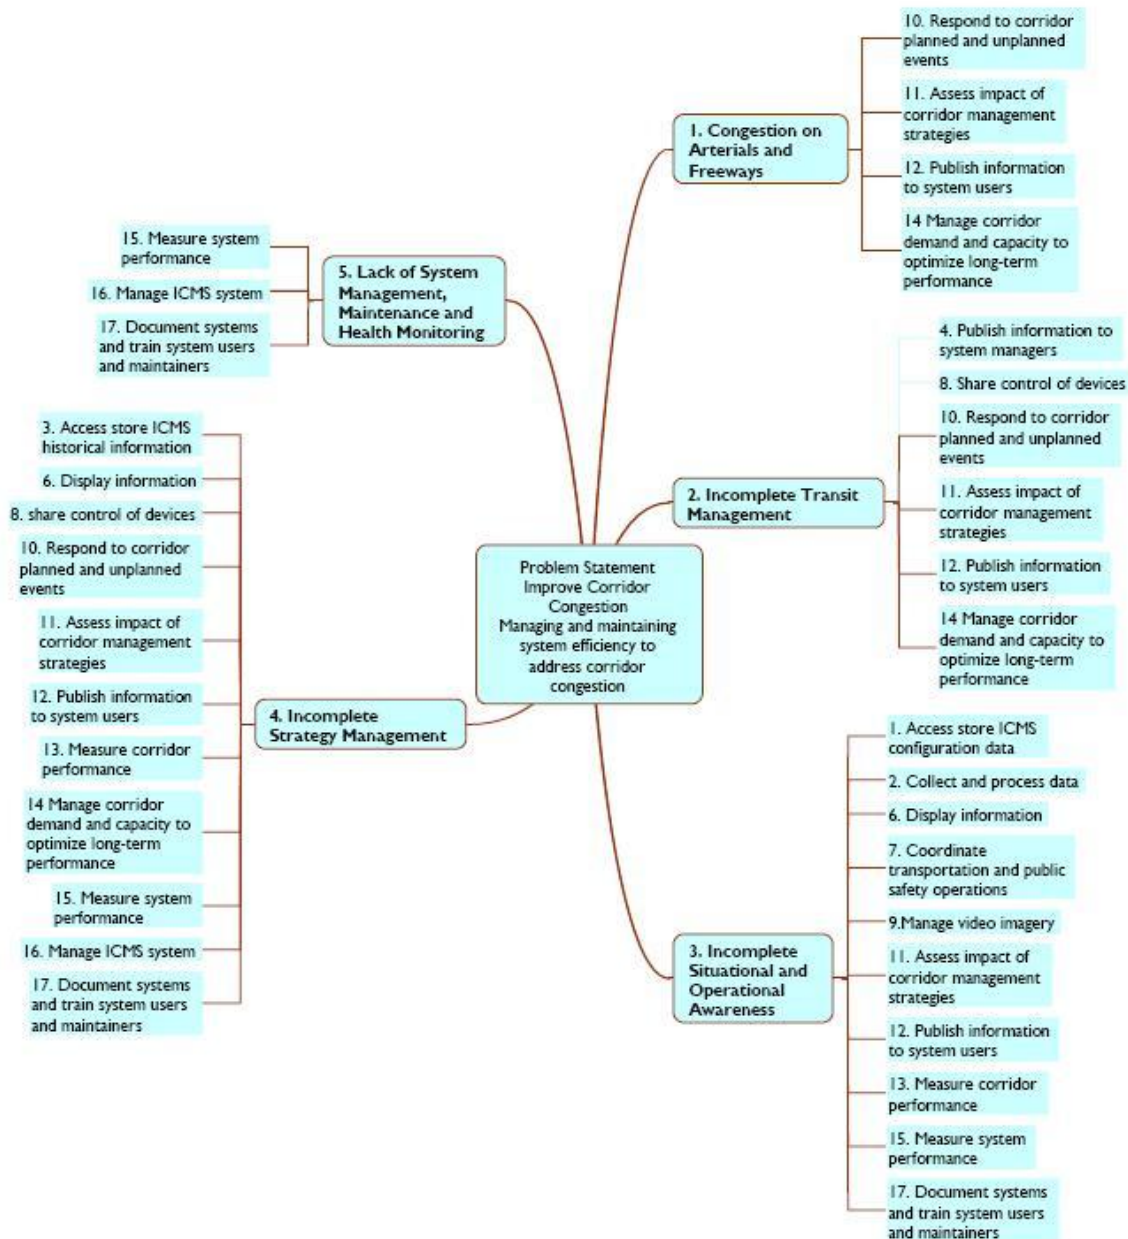 Problem Statement
Improve Corridor
Congestion
Managing and maintaining
system efficiency to
address corridor
congestion
1. Congestion on
Arterials and
Freeways
10. Respond to corridor
planned and unplanned
events
11. Assess impact of
corridor management
strategies
12. Publish information
to system users
14 Manage corridor
demand and capacity to
optimize long-term
performance
2. Incomplete Transit
Management
4. Publish information to
system managers
8. Share control of devices
10. Respond to corridor
planned and unplanned
events
11. Assess impact of
corridor management
strategies
12. Publish information
to system users
14 Manage corridor
demand and capacity to
optimize long-term
performance
3. Incomplete
Situational and
Operational
Awareness
1. Access store ICMS
configuration data
2. Collect and process data
6. Display information
7. Coordinate
transportation and public
safety operations
9.Manage video imagery
11. Assess impact of
corridor management
strategies
12. Publish information
to system users
13. Measure corridor
performance
15. Measure system
performance
17. Document systems
and train system users
and maintainers
4. Incomplete
Strategy Management
3. Access store ICMS
historical information
6. Display information
8. share control of devices
10. Respond to corridor
planned and unplanned
events
11. Assess impact of
corridor management
strategies
12. Publish information
to system users
13. Measure corridor
performance
14 Manage corridor
demand and capacity to
optimize long-term
performance
15. Measure system
performance
16. Manage ICMS system
17. Document systems
and train system users
and maintainers
5. Lack of System
Management,
Maintenance and
Health Monitoring
15. Measure system
performance
16. Manage ICMS system
17. Document systems
and train system users
and maintainers